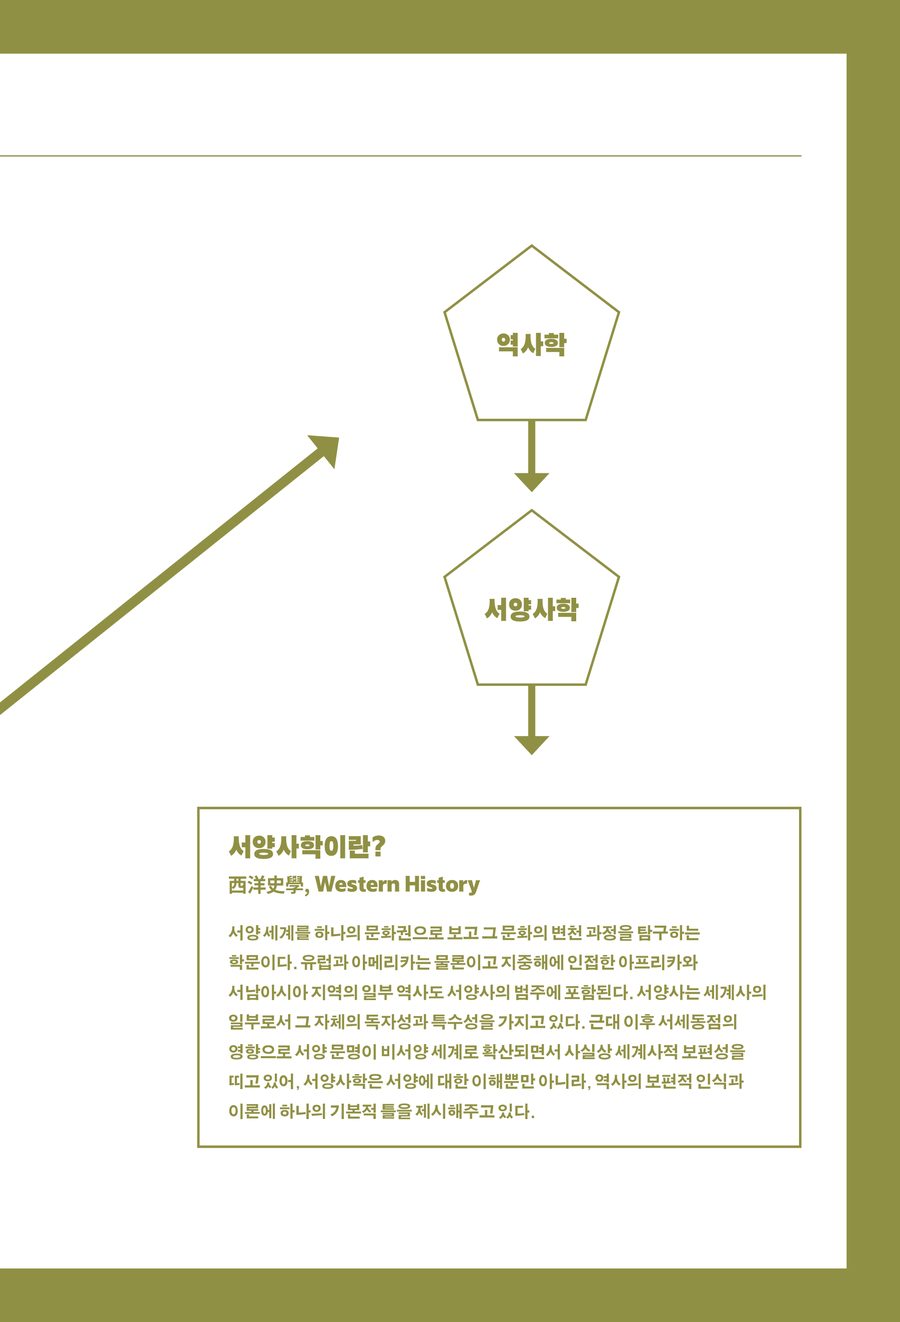 역사학
서양사학
서양사학이란?
西洋史學, Western History
서양 세계를 하나의 문화권으로 보고 그 문화의 변천 과정을 탐구하는
학문이다. 유럽과 아메리카는 물론이고 지중해에 인접한 아프리카와
서남아시아 지역의 일부 역사도 서양사의 범주에 포함된다. 서양사는 세계사의
일부로서 그 자체의 독자성과 특수성을 가지고 있다. 근대 이후 서세동점의
영향으로 서양 문명이 비서양 세계로 확산되면서 사실상 세계사적 보편성을
띠고 있어, 서양사학은 서양에 대한 이해뿐만 아니라, 역사의 보편적 인식과
이론에 하나의 기본적 틀을 제시해주고 있다.